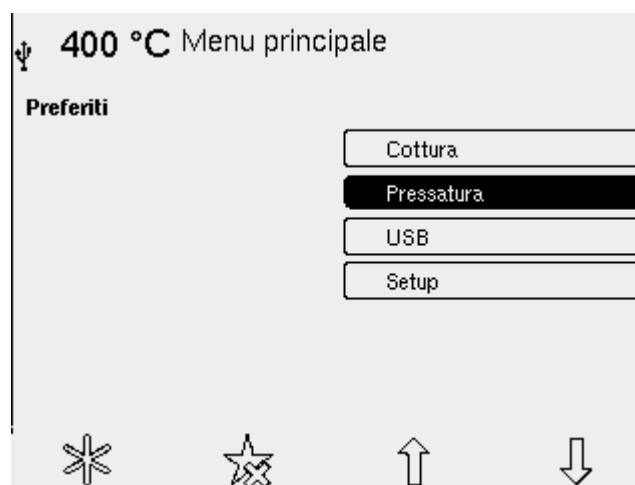 400 °C Menu principale
Preferiti
Cottura
Pressatura
USB
Setup